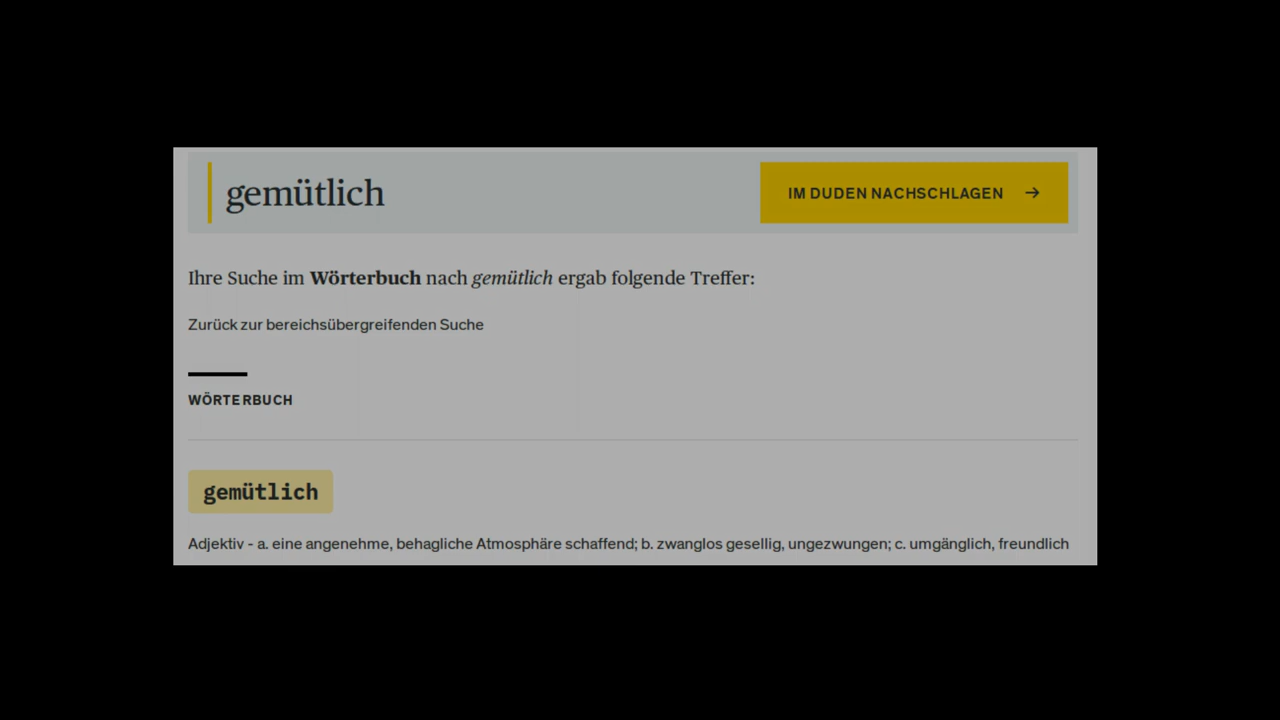 gemütlich
IM DUDEN NACHSCHLAGEN →
Ihre Suche im Wörterbuch nach gemütlich ergab folgende Treffer:
Zurück zur bereichsübergreifenden Suche
WÖRTERBUCH
gemütlich
Adjektiv - a. eine angenehme, behagliche Atmosphäre schaffend; b. zwanglos gesellig, ungezwungen; c. umgänglich, freundlich